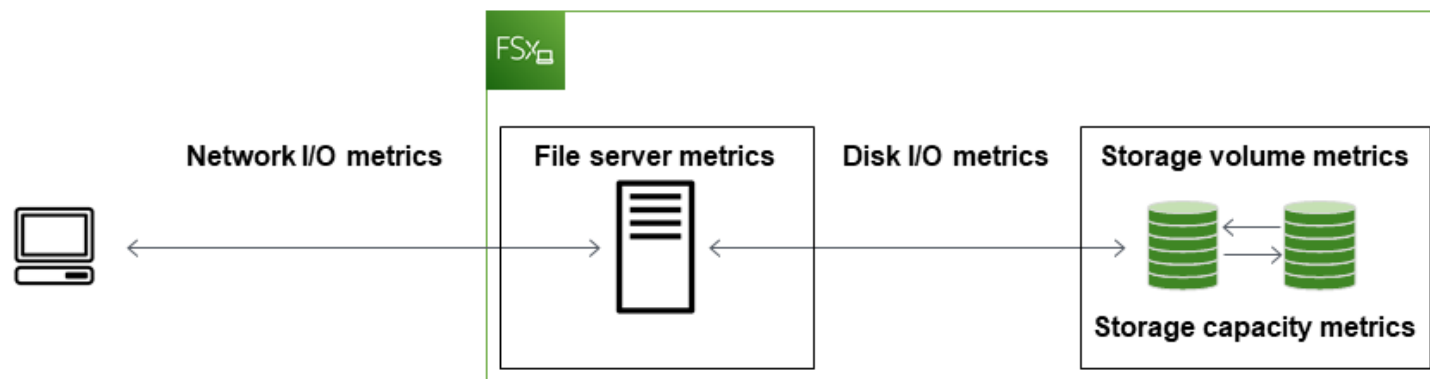 FSx
Network I/O metrics
File server metrics
Disk I/O metrics
Storage volume metrics
Storage capacity metrics